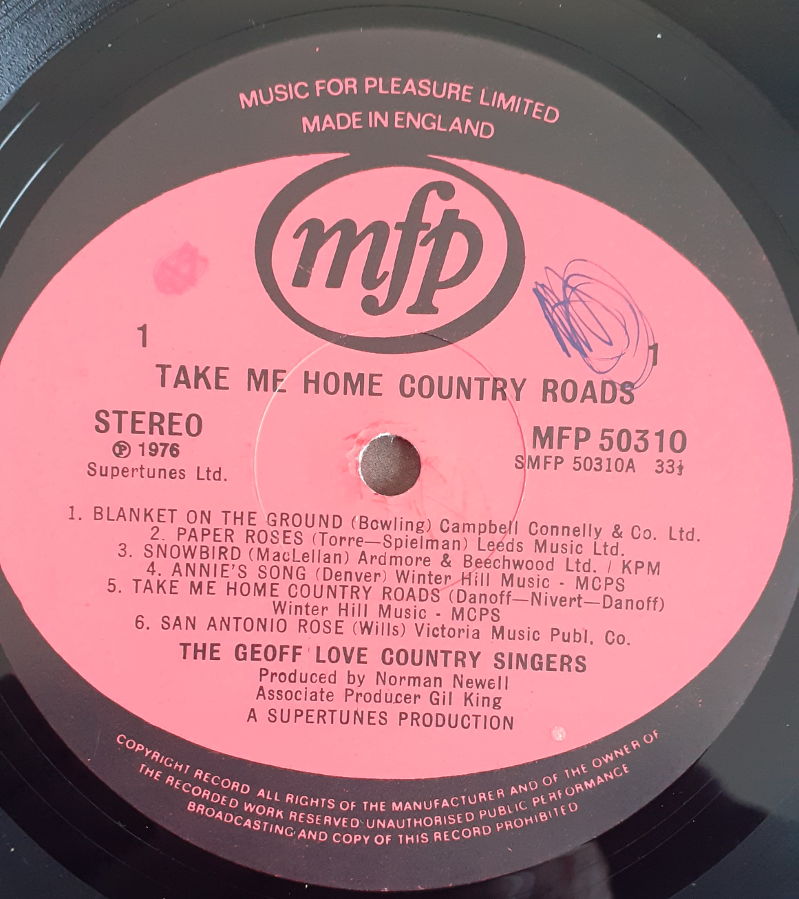 MUSIC FOR PLEASURE LIMITED
MADE IN ENGLAND
mfp
1 1
TAKE ME HOME COUNTRY ROADS
STEREO MFP 50310
℗ 1976 SMFP 50310A 33⅓
Supertunes Ltd.
1. BLANKET ON THE GROUND (Bowling) Campbell Connelly & Co. Ltd.
2. PAPER ROSES (Torre—Spielman) Leeds Music Ltd.
3. SNOWBIRD (MacLellan) Ardmore & Beechwood Ltd. / KPM
4. ANNIE'S SONG (Denver) Winter Hill Music - MCPS
5. TAKE ME HOME COUNTRY ROADS (Danoff—Nivert—Danoff)
Winter Hill Music - MCPS
6. SAN ANTONIO ROSE (Wills) Victoria Music Publ. Co.
THE GEOFF LOVE COUNTRY SINGERS
Produced by Norman Newell
Associate Producer Gil King
A SUPERTUNES PRODUCTION
COPYRIGHT RECORD ALL RIGHTS OF THE MANUFACTURER AND OF THE OWNER OF
THE RECORDED WORK RESERVED UNAUTHORISED PUBLIC PERFORMANCE
BROADCASTING AND COPY OF THIS RECORD PROHIBITED